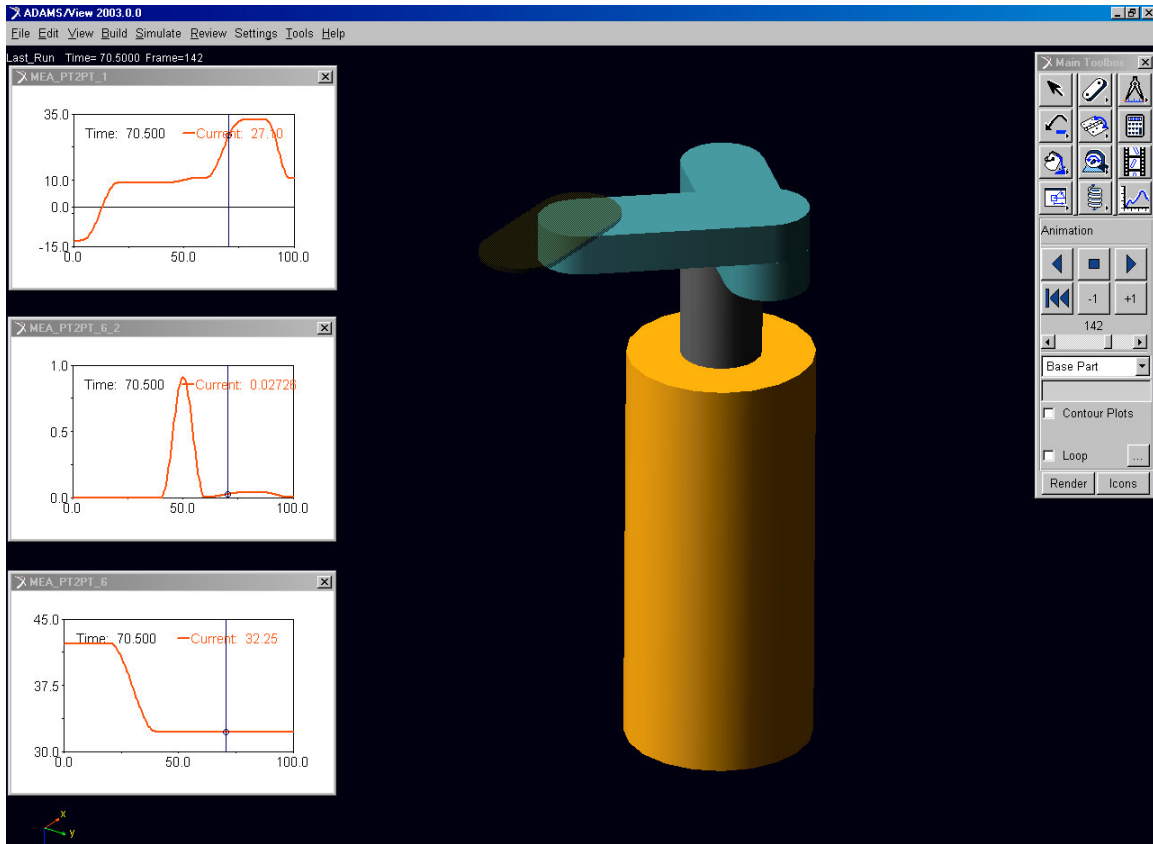 ADAMS/View 2003.0.0
File Edit View Build Simulate Review Settings Tools Help
Last_Run Time= 70.5000 Frame=142
MEA_PT2PT_1
35.0
Time: 70.500 Current: 27.10
10.0
0.0
-15.0
0.0 50.0 100.0
MEA_PT2PT_6_2
1.0
Time: 70.500 Current: 0.02726
0.5
0.0
0.0 50.0 100.0
MEA_PT2PT_6
45.0
Time: 70.500 Current: 32.25
37.5
30.0
0.0 50.0 100.0
x
y
Main Toolbox
Animation
-1 +1
142
Base Part
Contour Plots
Loop ...
Render Icons